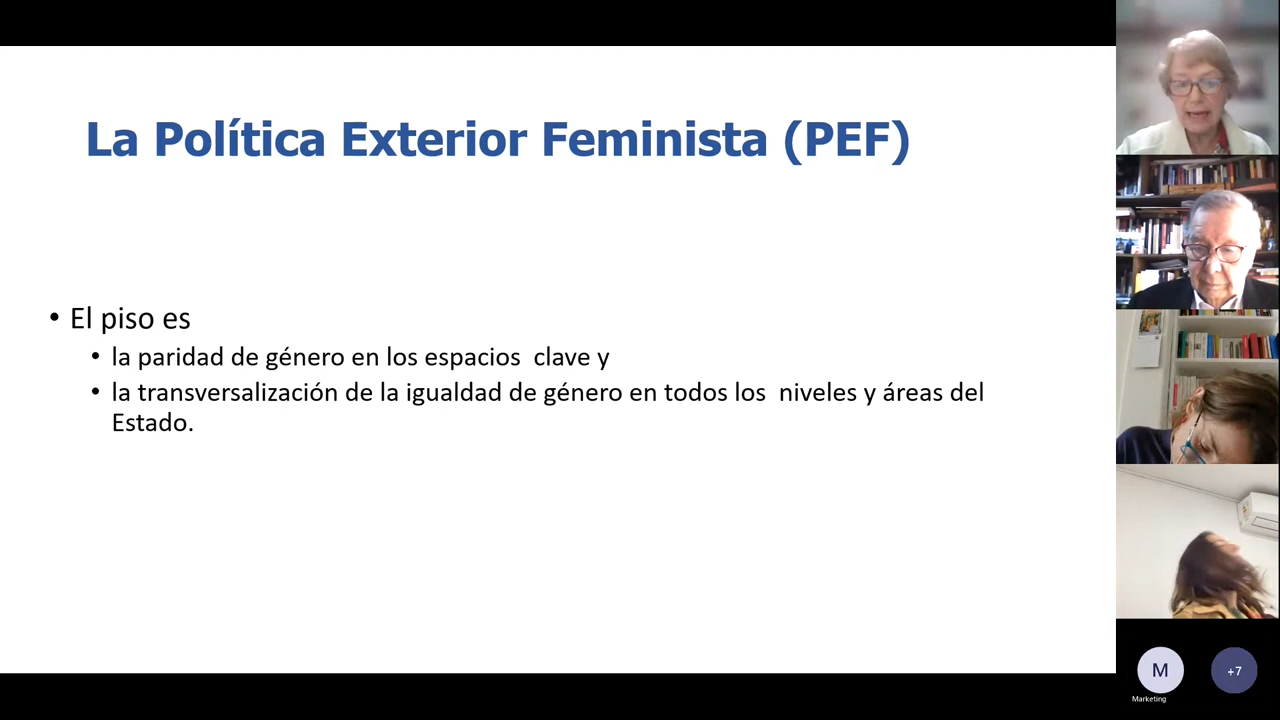 La Política Exterior Feminista (PEF)
• El piso es
• la paridad de género en los espacios clave y
• la transversalización de la igualdad de género en todos los niveles y áreas del
Estado.
M
+7
Marketing